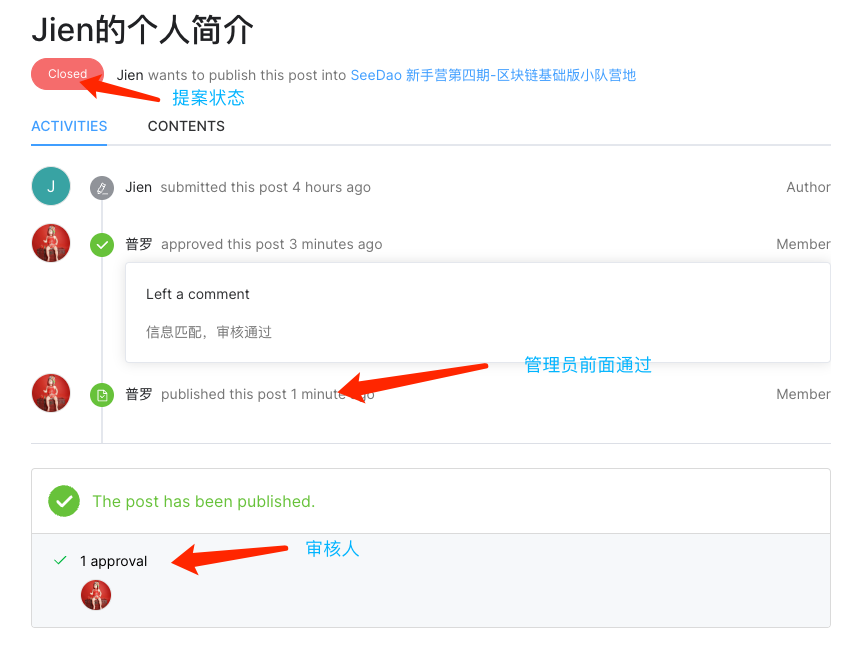 Jien的个人简介
Closed Jien wants to publish this post into SeeDao 新手营第四期-区块链基础版小队营地
提案状态
ACTIVITIES CONTENTS
J Jien submitted this post 4 hours ago Author
普罗 approved this post 3 minutes ago Member
Left a comment
信息匹配，审核通过
管理员前面通过
普罗 published this post 1 minute ago Member
The post has been published.
审核人
1 approval